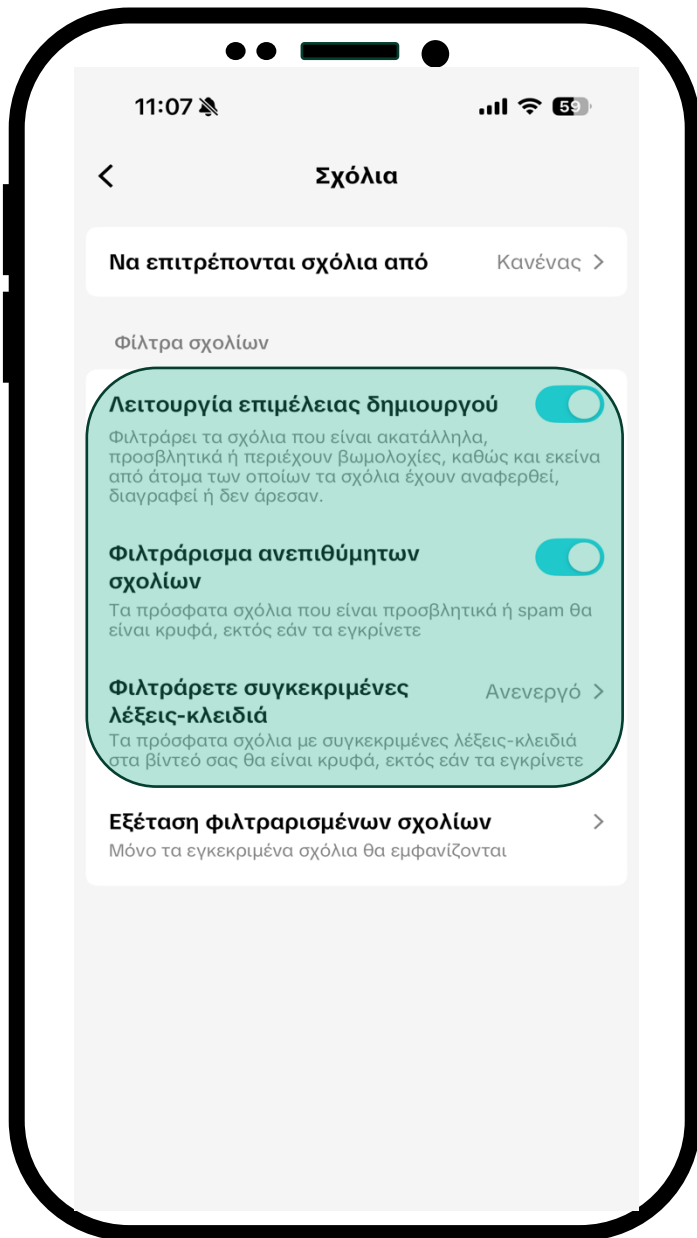 11:07
59
Σχόλια
Να επιτρέπονται σχόλια από Κανένας
Φίλτρα σχολίων
Λειτουργία επιμέλειας δημιουργού
Φιλτράρει τα σχόλια που είναι ακατάλληλα,
προσβλητικά ή περιέχουν βωμολοχίες, καθώς και εκείνα
από άτομα των οποίων τα σχόλια έχουν αναφερθεί,
διαγραφεί ή δεν άρεσαν.
Φιλτράρισμα ανεπιθύμητων
σχολίων
Τα πρόσφατα σχόλια που είναι προσβλητικά ή spam θα
είναι κρυφά, εκτός εάν τα εγκρίνετε
Φιλτράρετε συγκεκριμένες Ανενεργό
λέξεις-κλειδιά
Τα πρόσφατα σχόλια με συγκεκριμένες λέξεις-κλειδιά
στα βίντεό σας θα είναι κρυφά, εκτός εάν τα εγκρίνετε
Εξέταση φιλτραρισμένων σχολίων
Μόνο τα εγκεκριμένα σχόλια θα εμφανίζονται